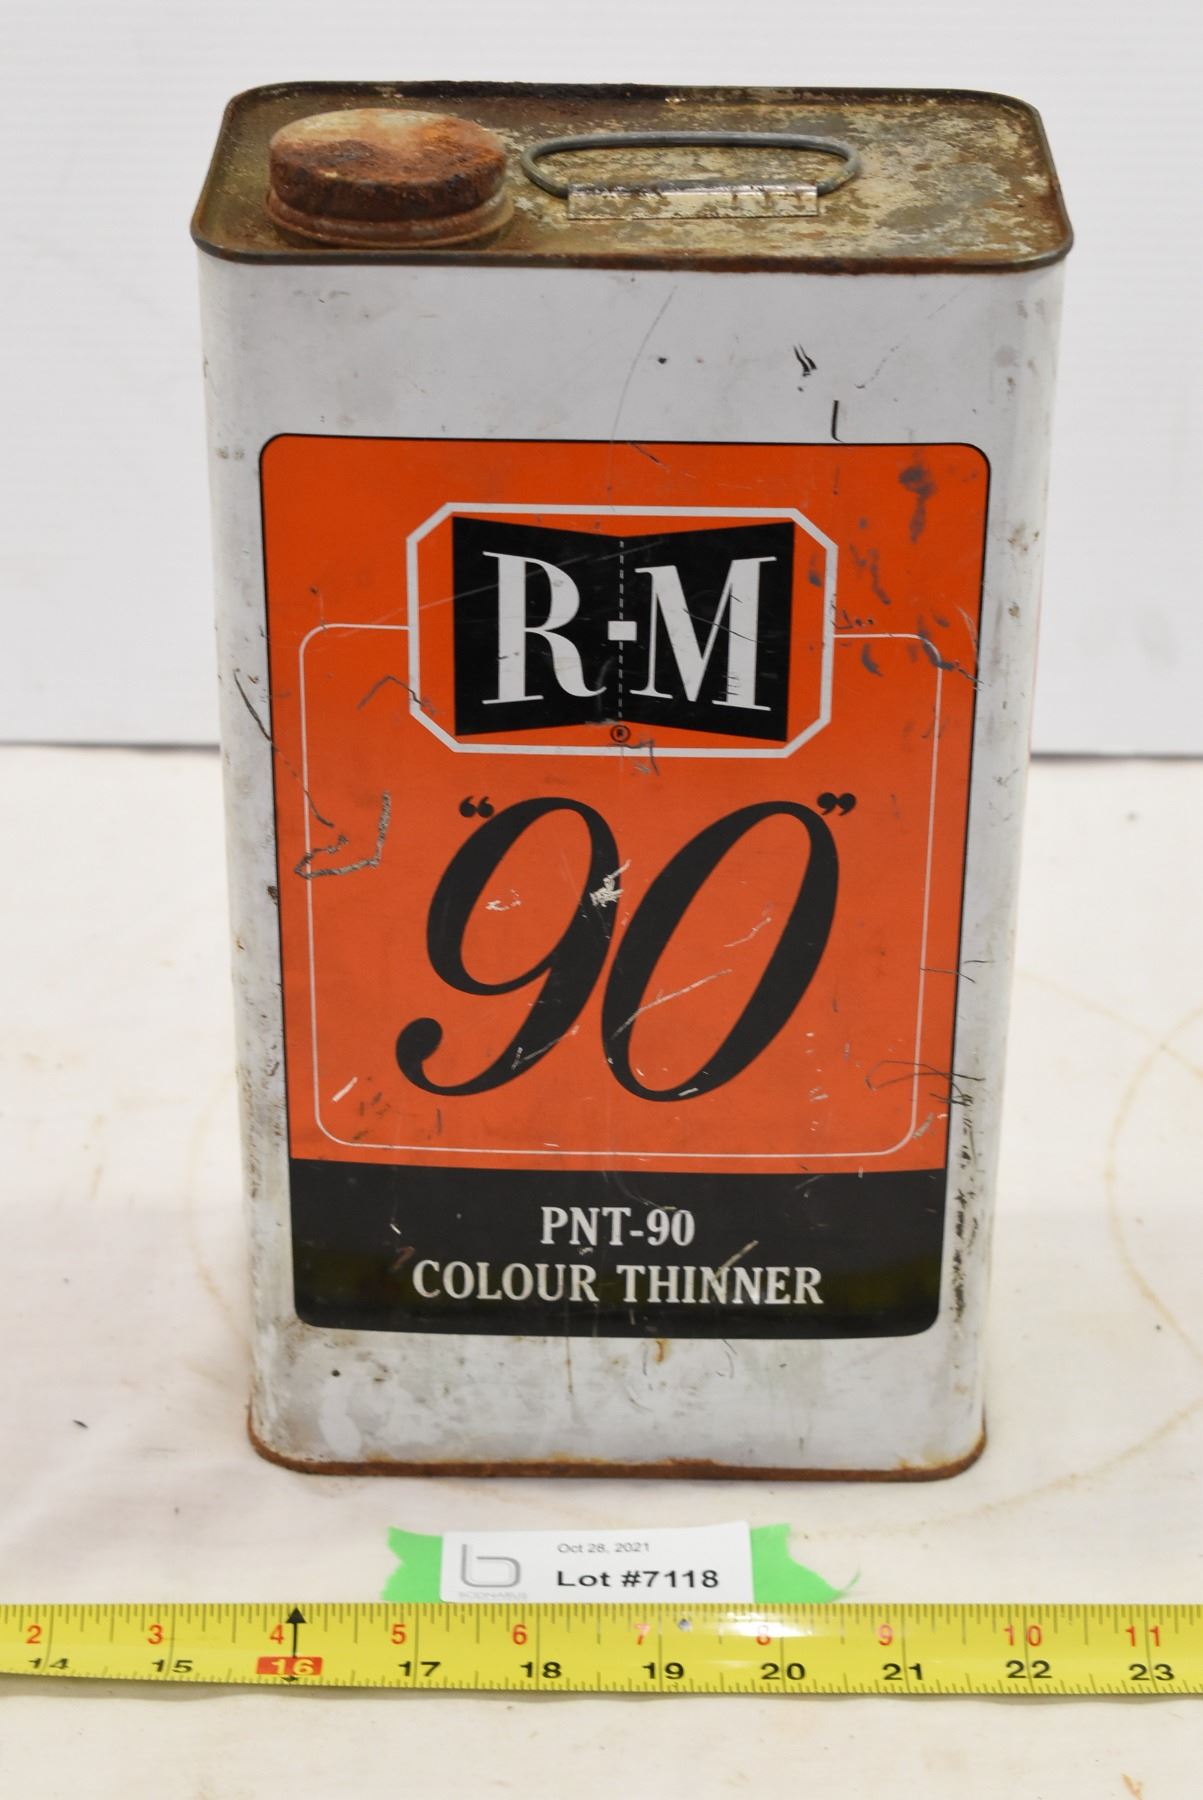 R-M
®
“90”
PNT-90
COLOUR THINNER
Oct 28, 2021
Lot #7118
2 3 4 5 6 7 8 9 10 11
14 15 16 17 18 19 20 21 22 23